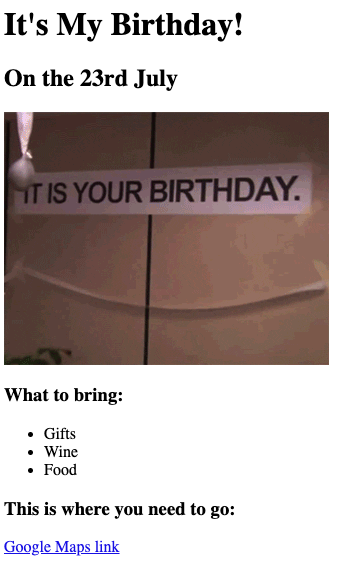 It's My Birthday!
On the 23rd July
IT IS YOUR BIRTHDAY.
What to bring:
Gifts
Wine
Food
This is where you need to go:
Google Maps link